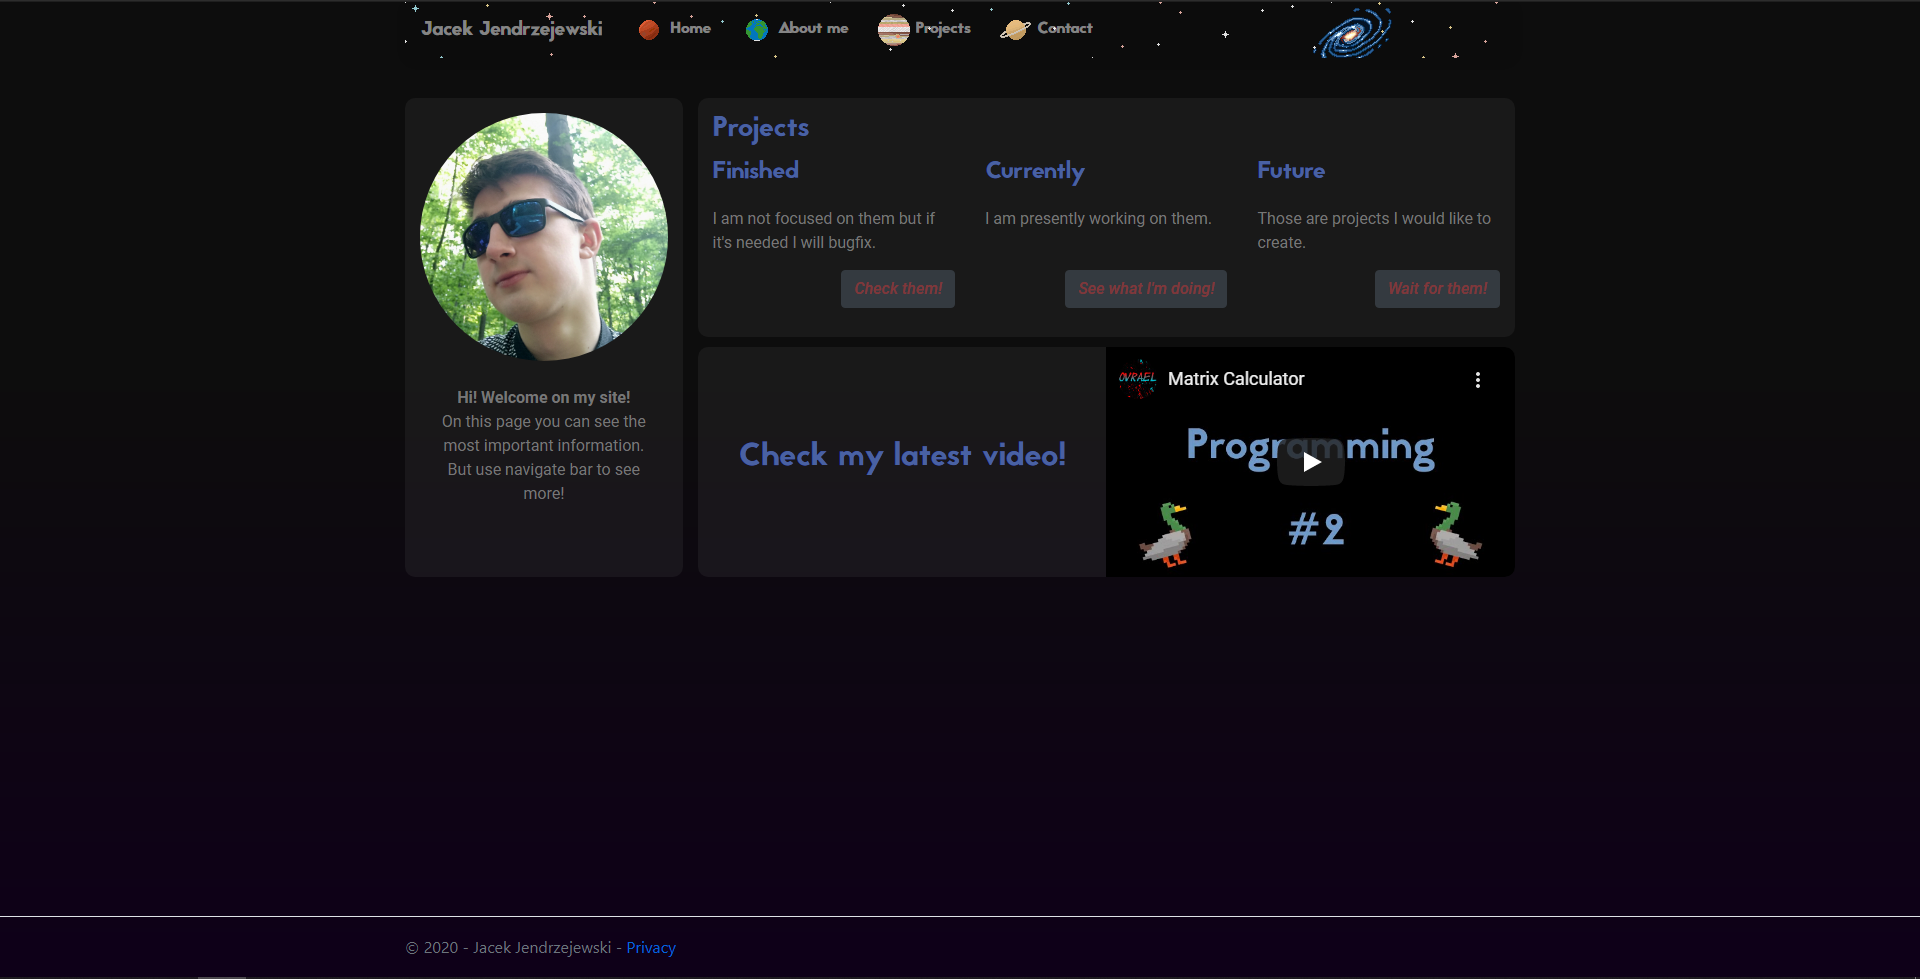 Jacek Jendrzejewski
Home
About me
Projects
Contact
Hi! Welcome on my site!
On this page you can see the
most important information.
But use navigate bar to see
more!
Projects
Finished
I am not focused on them but if
it's needed I will bugfix.
Check them!
Currently
I am presently working on them.
See what I'm doing!
Future
Those are projects I would like to
create.
Wait for them!
Check my latest video!
OVRAEL
Matrix Calculator
Programming
#2
© 2020 - Jacek Jendrzejewski - Privacy